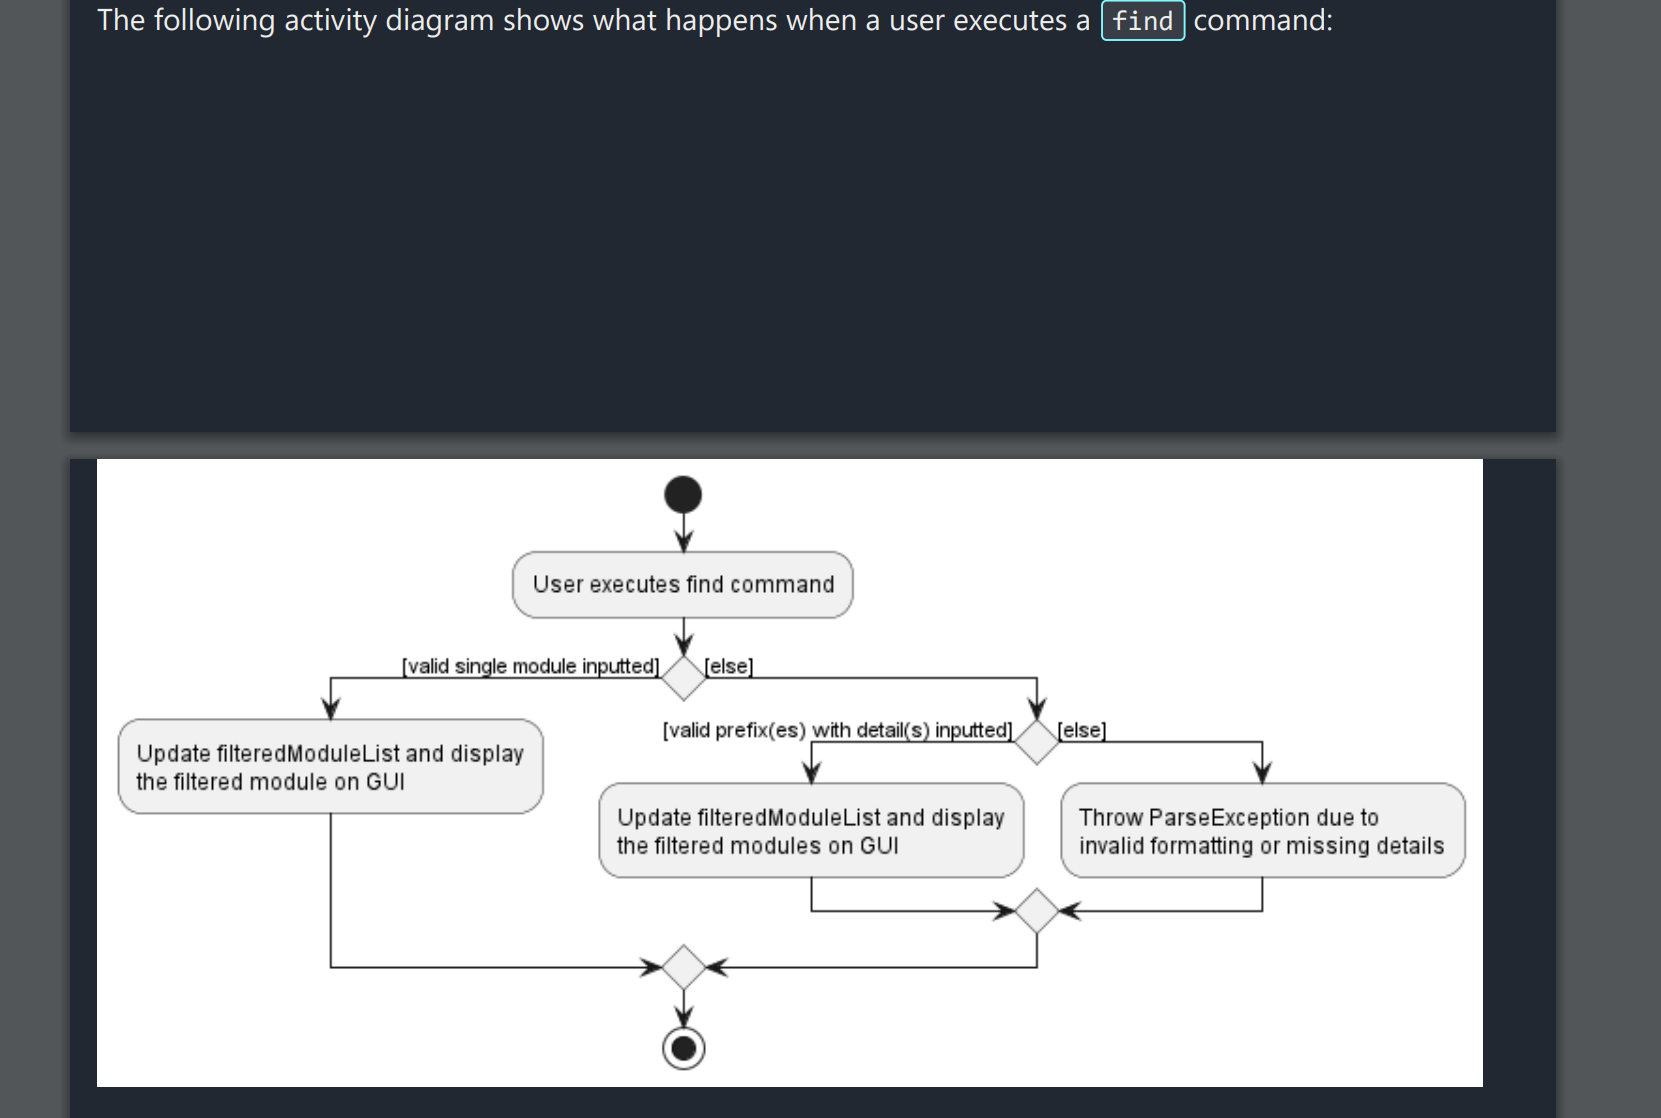 The following activity diagram shows what happens when a user executes a find command:
User executes find command
[valid single module inputted]
[else]
Update filteredModuleList and display
the filtered module on GUI
[valid prefix(es) with detail(s) inputted]
[else]
Update filteredModuleList and display
the filtered modules on GUI
Throw ParseException due to
invalid formatting or missing details